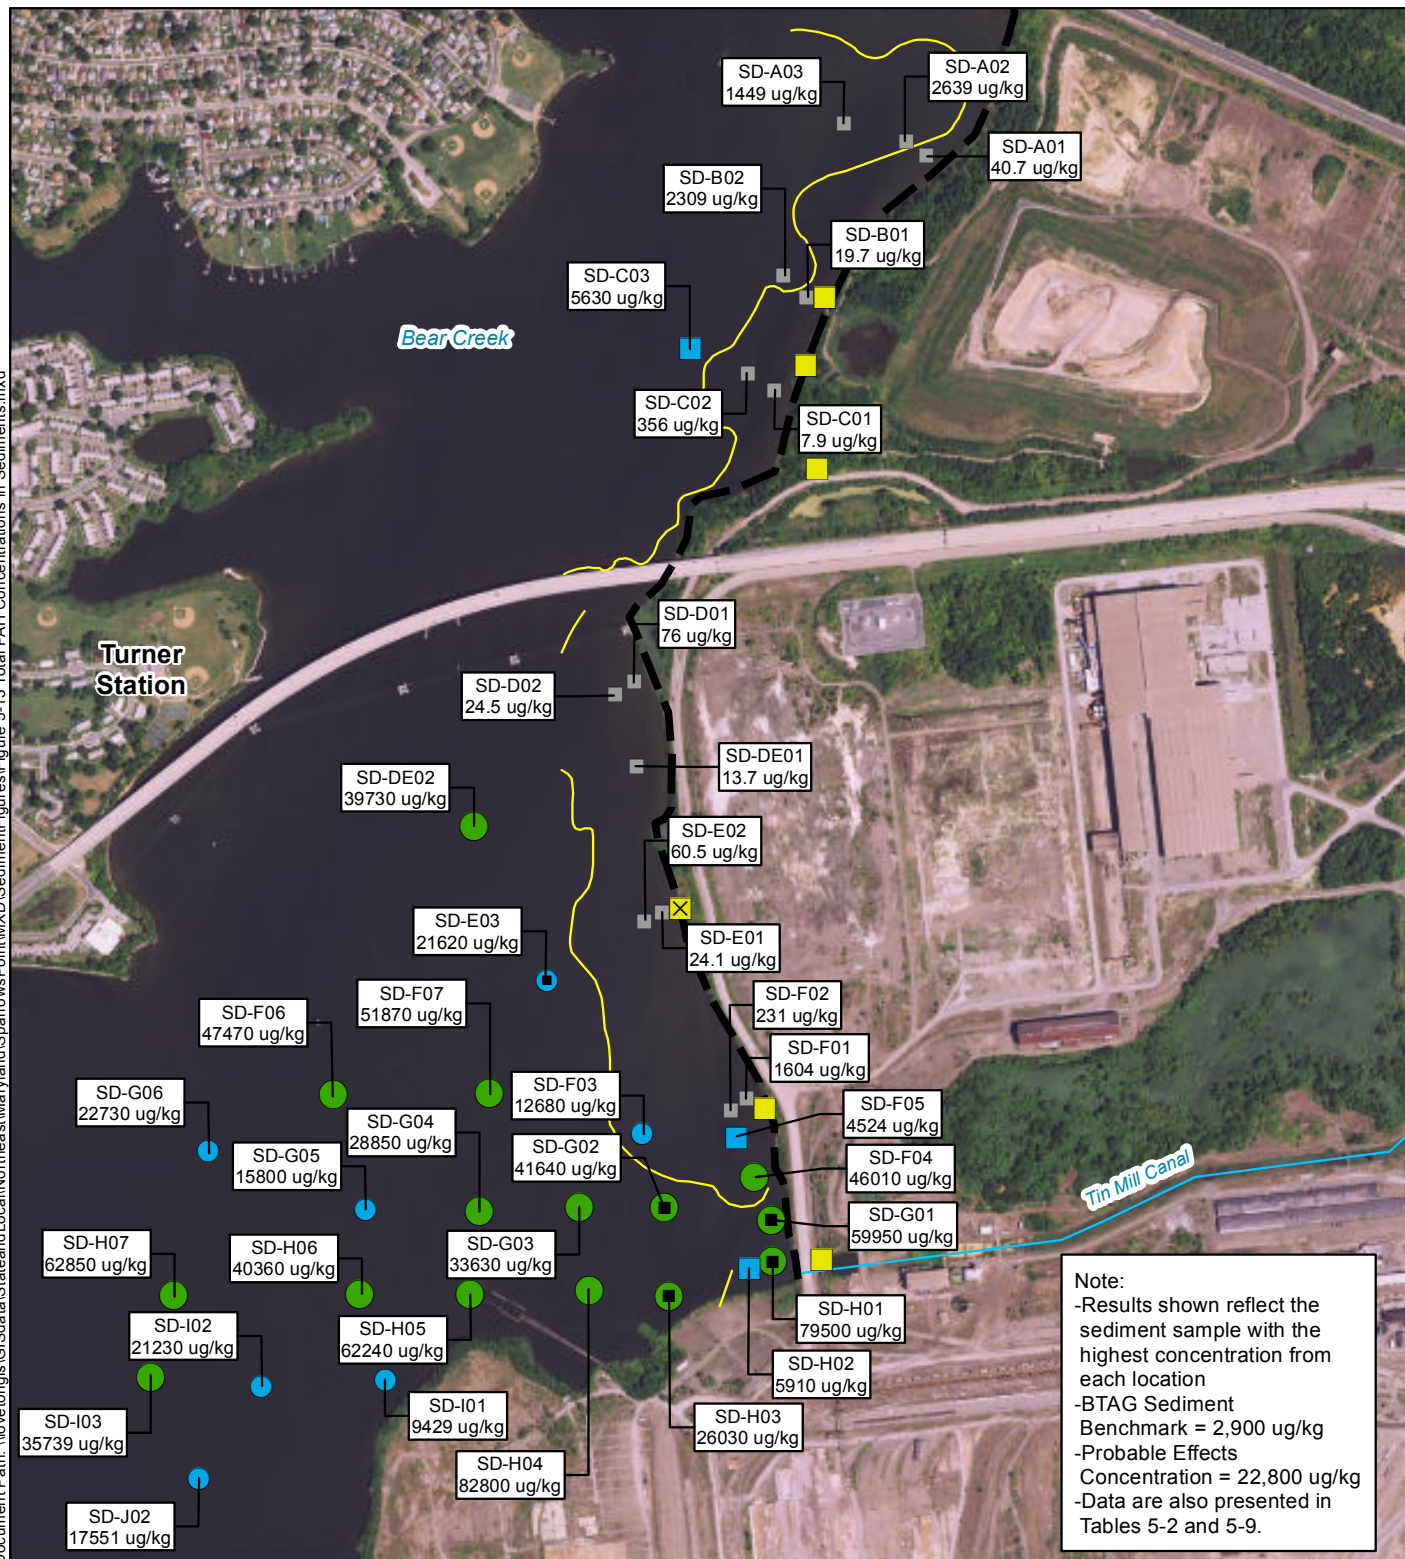 SD-A03
1449 ug/kg
SD-A02
2639 ug/kg
SD-A01
40.7 ug/kg
SD-B02
2309 ug/kg
SD-B01
19.7 ug/kg
SD-C03
5630 ug/kg
Bear Creek
SD-C02
356 ug/kg
SD-C01
7.9 ug/kg
SD-D01
76 ug/kg
Turner
Station
SD-D02
24.5 ug/kg
SD-DE01
13.7 ug/kg
SD-DE02
39730 ug/kg
SD-E02
60.5 ug/kg
SD-E03
21620 ug/kg
SD-E01
24.1 ug/kg
SD-F07
51870 ug/kg
SD-F02
231 ug/kg
SD-F06
47470 ug/kg
SD-F01
1604 ug/kg
SD-G06
22730 ug/kg
SD-F03
12680 ug/kg
SD-F05
4524 ug/kg
SD-G04
28850 ug/kg
SD-G02
41640 ug/kg
SD-G05
15800 ug/kg
SD-F04
46010 ug/kg
Tin Mill Canal
SD-G01
59950 ug/kg
SD-H07
62850 ug/kg
SD-H06
40360 ug/kg
SD-G03
33630 ug/kg
SD-H01
79500 ug/kg
SD-I02
21230 ug/kg
SD-H05
62240 ug/kg
SD-H02
5910 ug/kg
SD-I03
35739 ug/kg
SD-I01
9429 ug/kg
SD-H03
26030 ug/kg
SD-H04
82800 ug/kg
SD-J02
17551 ug/kg
Note:
-Results shown reflect the
sediment sample with the
highest concentration from
each location
-BTAG Sediment
Benchmark = 2,900 ug/kg
-Probable Effects
Concentration = 22,800 ug/kg
-Data are also presented in
Tables 5-2 and 5-9.